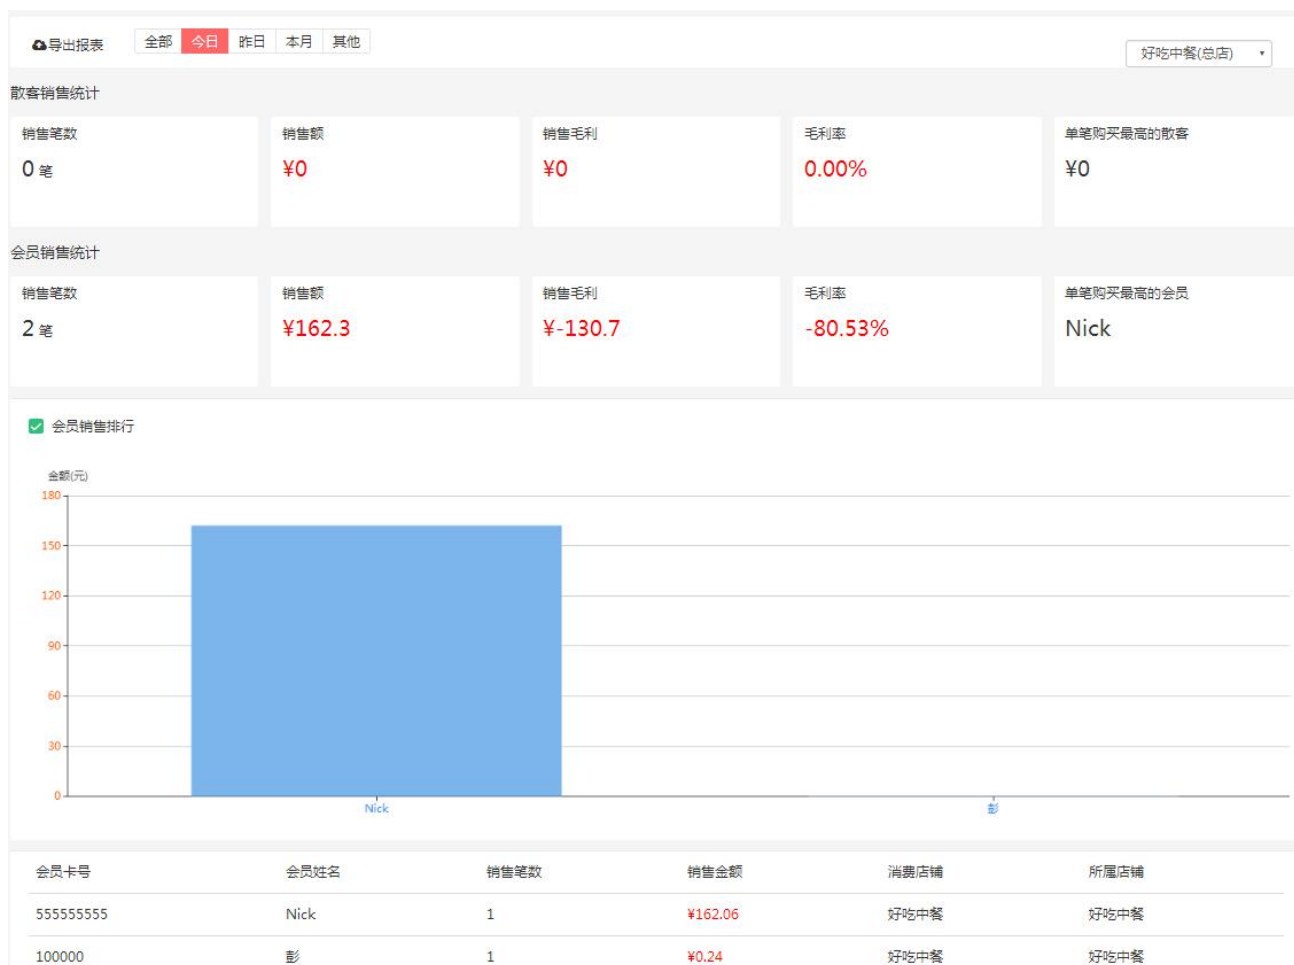 导出报表 全部 今日 昨日 本月 其他
好吃中餐(总店)
散客销售统计
销售笔数 销售额 销售毛利 毛利率 单笔购买最高的散客
0 笔 ¥0 ¥0 0.00% ¥0
会员销售统计
销售笔数 销售额 销售毛利 毛利率 单笔购买最高的会员
2 笔 ¥162.3 ¥-130.7 -80.53% Nick
会员销售排行
金额(元)
180
150
120
90
60
30
0
Nick 彭
会员卡号 会员姓名 销售笔数 销售金额 消费店铺 所属店铺
555555555 Nick 1 ¥162.06 好吃中餐 好吃中餐
100000 彭 1 ¥0.24 好吃中餐 好吃中餐